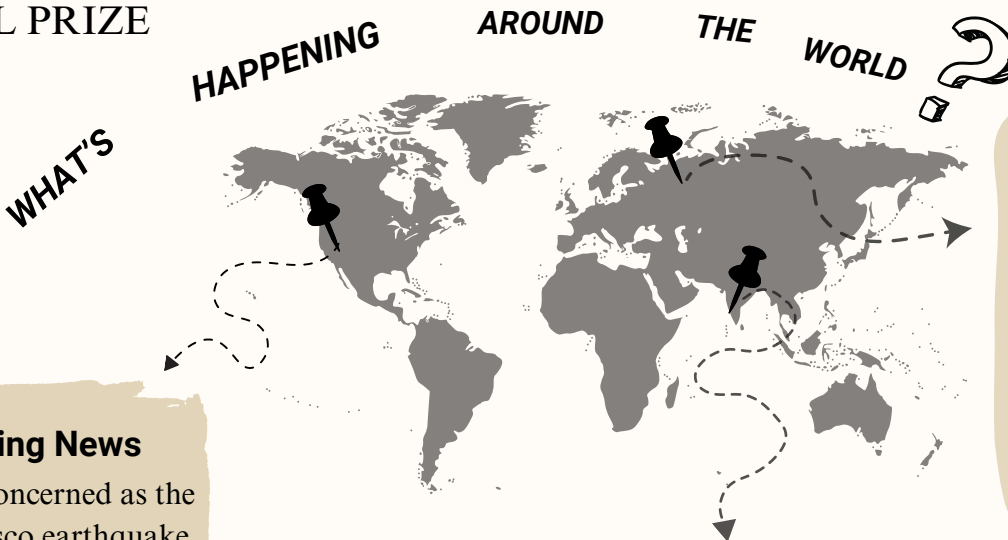 L PRIZE
WHAT'S HAPPENING AROUND THE WORLD ?
ing News
oncerned as the
sco earthquake